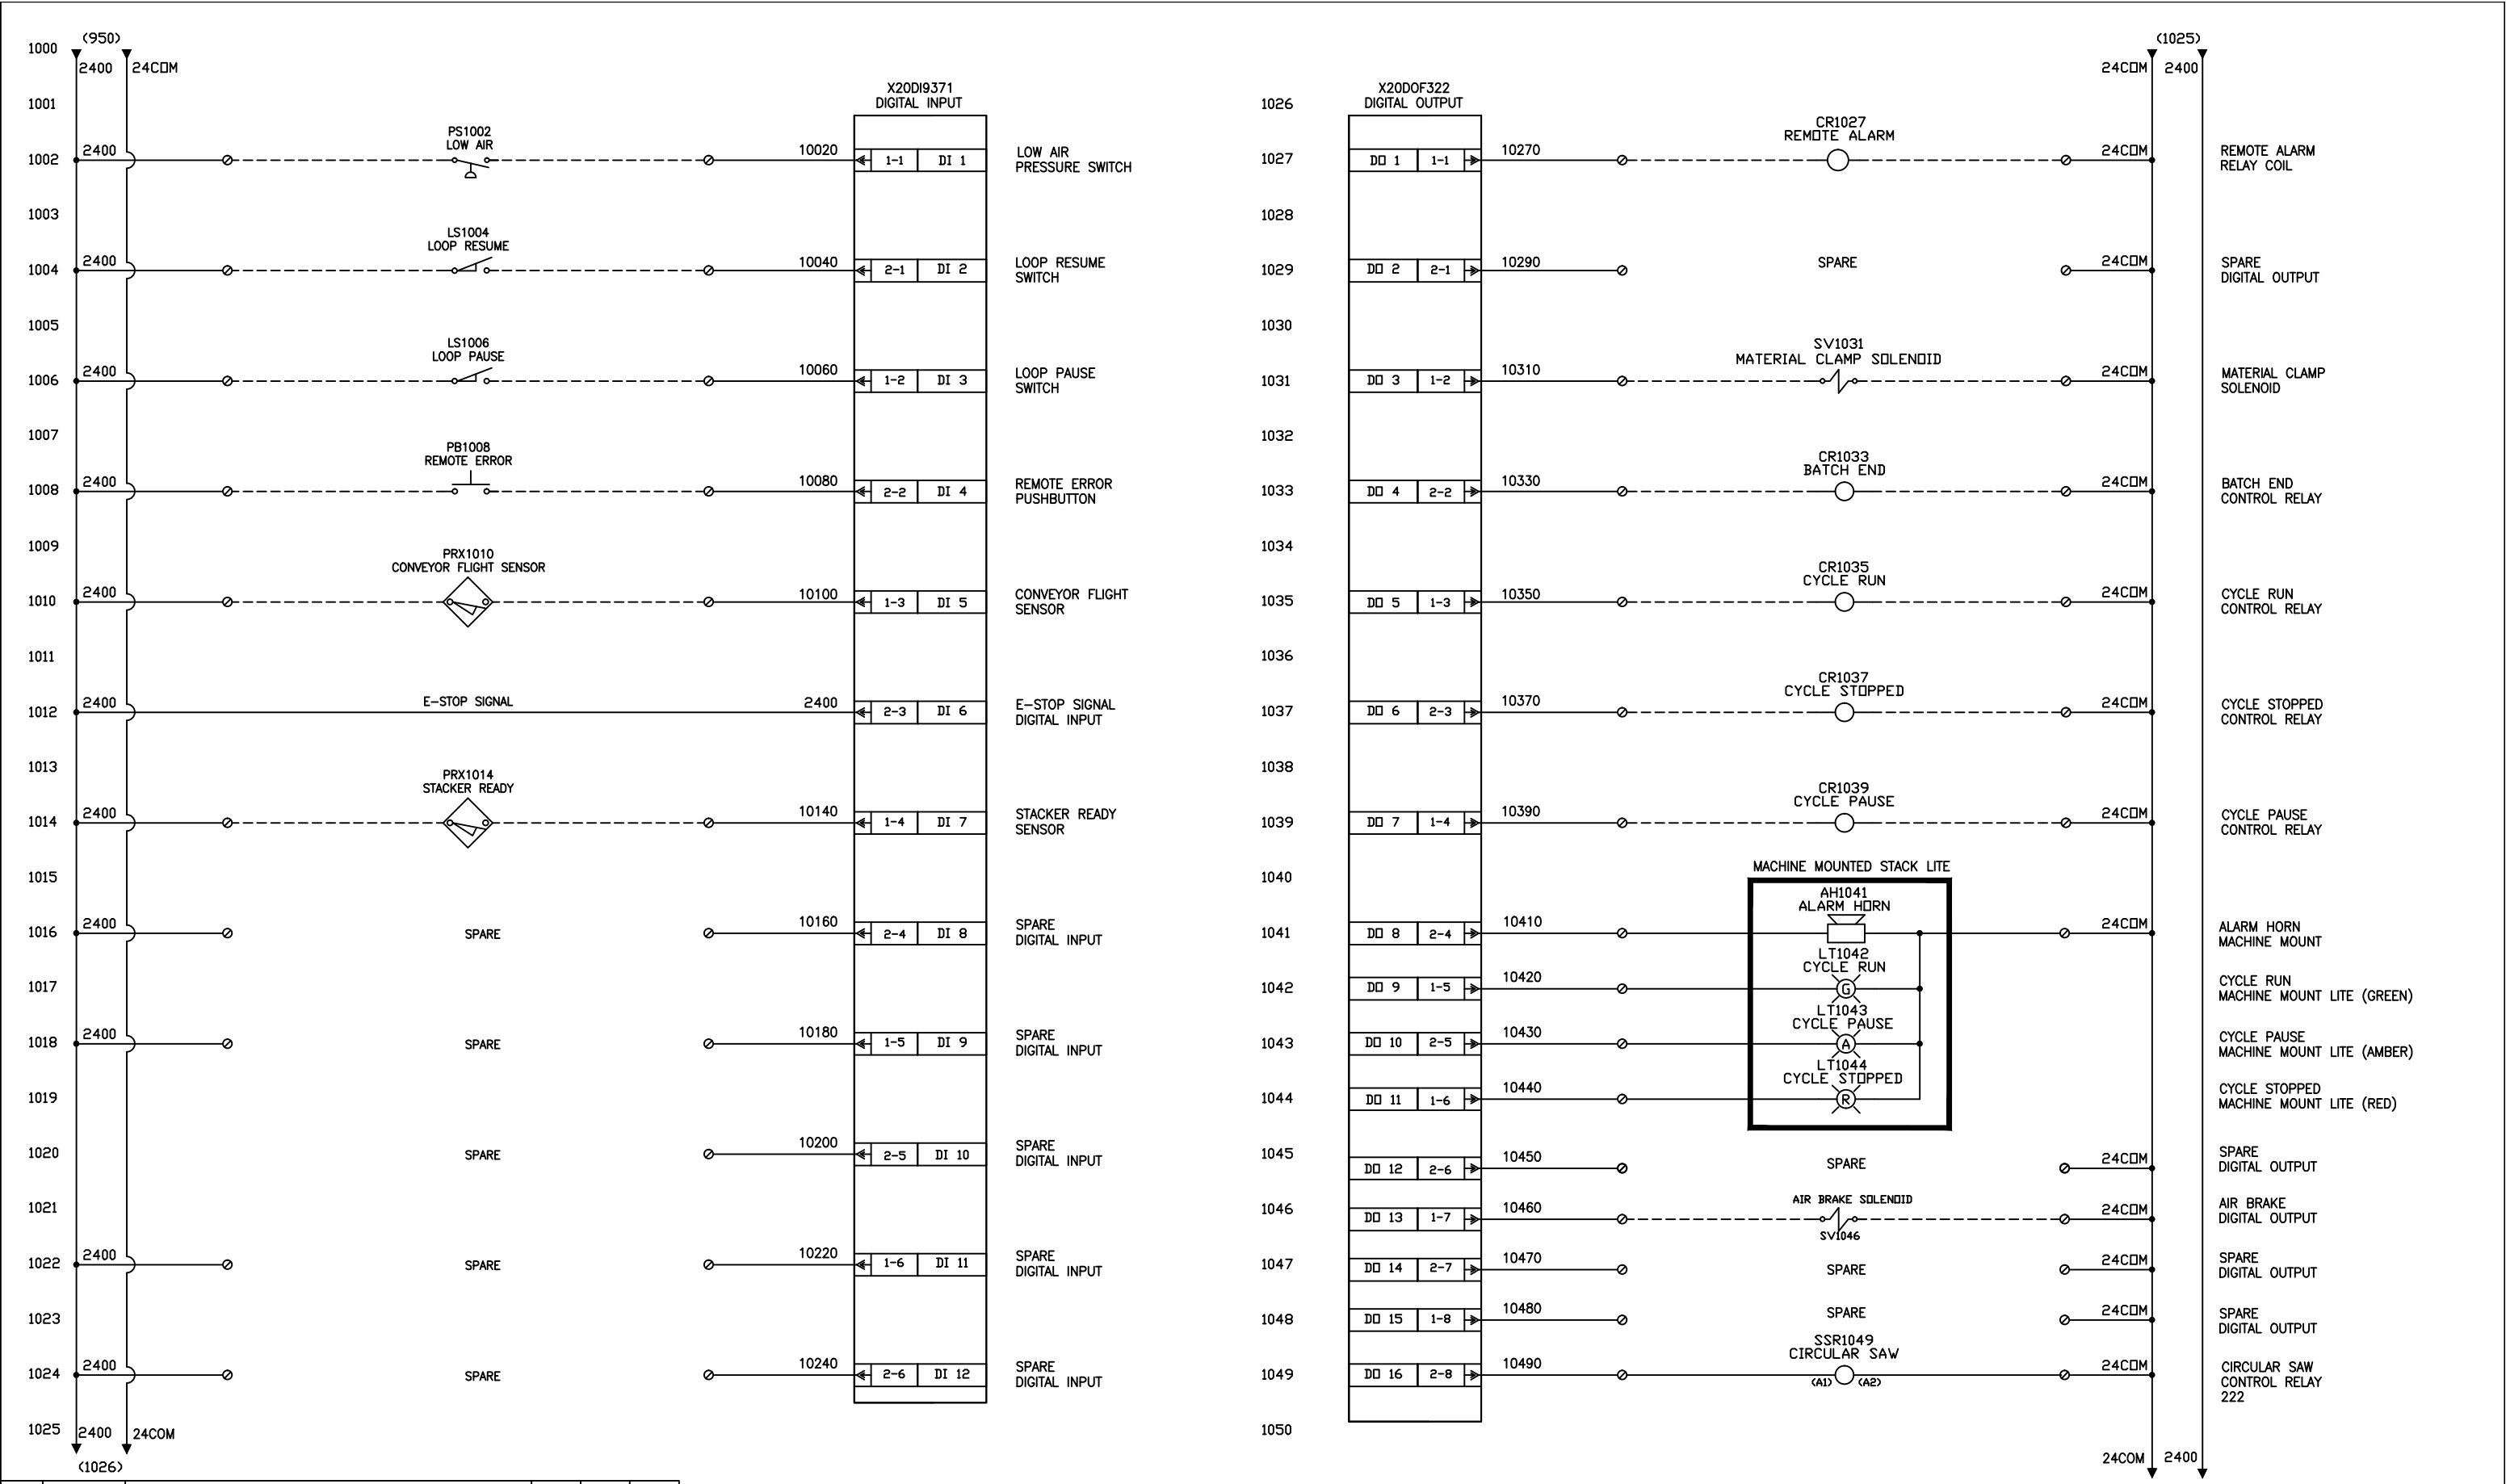 (950)
1000
2400
24COM
X20DI9371
DIGITAL INPUT
1001
PS1002
LOW AIR
1002
2400
10020
1-1
DI 1
LOW AIR
PRESSURE SWITCH
1003
LS1004
LOOP RESUME
1004
2400
10040
2-1
DI 2
LOOP RESUME
SWITCH
1005
LS1006
LOOP PAUSE
1006
2400
10060
1-2
DI 3
LOOP PAUSE
SWITCH
1007
PB1008
REMOTE ERROR
1008
2400
10080
2-2
DI 4
REMOTE ERROR
PUSHBUTTON
1009
PRX1010
CONVEYOR FLIGHT SENSOR
1010
2400
10100
1-3
DI 5
CONVEYOR FLIGHT
SENSOR
1011
1012
2400
E-STOP SIGNAL
2400
2-3
DI 6
E-STOP SIGNAL
DIGITAL INPUT
1013
PRX1014
STACKER READY
1014
2400
10140
1-4
DI 7
STACKER READY
SENSOR
1015
1016
2400
SPARE
10160
2-4
DI 8
SPARE
DIGITAL INPUT
1017
1018
2400
SPARE
10180
1-5
DI 9
SPARE
DIGITAL INPUT
1019
1020
SPARE
10200
2-5
DI 10
SPARE
DIGITAL INPUT
1021
1022
2400
SPARE
10220
1-6
DI 11
SPARE
DIGITAL INPUT
1023
1024
2400
SPARE
10240
2-6
DI 12
SPARE
DIGITAL INPUT
1025
2400
24COM
(1026)
(1025)
24COM
2400
X20DOF322
DIGITAL OUTPUT
1026
CR1027
REMOTE ALARM
1027
DO 1
1-1
10270
24COM
REMOTE ALARM
RELAY COIL
1028
1029
DO 2
2-1
10290
SPARE
24COM
SPARE
DIGITAL OUTPUT
1030
SV1031
MATERIAL CLAMP SOLENOID
1031
DO 3
1-2
10310
24COM
MATERIAL CLAMP
SOLENOID
1032
CR1033
BATCH END
1033
DO 4
2-2
10330
24COM
BATCH END
CONTROL RELAY
1034
CR1035
CYCLE RUN
1035
DO 5
1-3
10350
24COM
CYCLE RUN
CONTROL RELAY
1036
CR1037
CYCLE STOPPED
1037
DO 6
2-3
10370
24COM
CYCLE STOPPED
CONTROL RELAY
1038
CR1039
CYCLE PAUSE
1039
DO 7
1-4
10390
24COM
CYCLE PAUSE
CONTROL RELAY
MACHINE MOUNTED STACK LITE
1040
AH1041
ALARM HORN
1041
DO 8
2-4
10410
24COM
ALARM HORN
MACHINE MOUNT
LT1042
CYCLE RUN
1042
DO 9
1-5
10420
G
CYCLE RUN
MACHINE MOUNT LITE (GREEN)
LT1043
CYCLE PAUSE
1043
DO 10
2-5
10430
A
CYCLE PAUSE
MACHINE MOUNT LITE (AMBER)
LT1044
CYCLE STOPPED
1044
DO 11
1-6
10440
R
CYCLE STOPPED
MACHINE MOUNT LITE (RED)
1045
DO 12
2-6
10450
SPARE
24COM
SPARE
DIGITAL OUTPUT
AIR BRAKE SOLENOID
1046
DO 13
1-7
10460
SV1046
24COM
AIR BRAKE
DIGITAL OUTPUT
1047
DO 14
2-7
10470
SPARE
24COM
SPARE
DIGITAL OUTPUT
1048
DO 15
1-8
10480
SPARE
24COM
SPARE
DIGITAL OUTPUT
SSR1049
CIRCULAR SAW
1049
DO 16
2-8
10490
(A1)
(A2)
24COM
CIRCULAR SAW
CONTROL RELAY
222
1050
24COM
2400